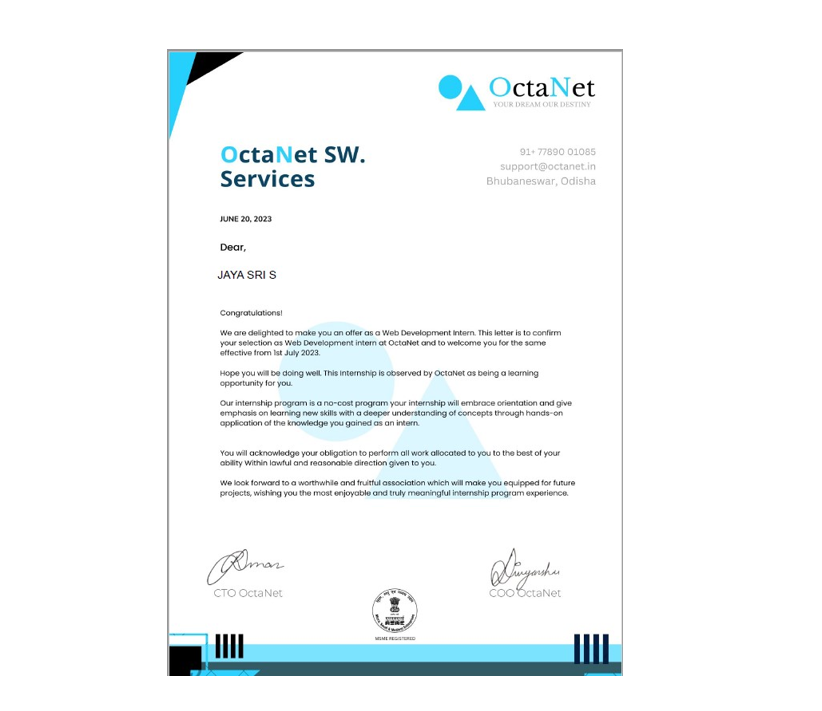 OctaNet
YOUR DREAM OUR DESTINY
OctaNet SW.
Services
91+ 77890 01085
support@octanet.in
Bhubaneswar, Odisha
JUNE 20, 2023
Dear,
JAYA SRI S
Congratulations!
We are delighted to make you an offer as a Web Development Intern. This letter is to confirm
your selection as Web Development intern at OctaNet and to welcome you for the same
effective from 1st July 2023.
Hope you will be doing well. This Internship is observed by OctaNet as being a learning
opportunity for you.
Our internship program is a no-cost program your internship will embrace orientation and give
emphasis on learning new skills with a deeper understanding of concepts through hands-on
application of the knowledge you gained as an intern.
You will acknowledge your obligation to perform all work allocated to you to the best of your
ability Within lawful and reasonable direction given to you.
We look forward to a worthwhile and fruitful association which will make you equipped for future
projects, wishing you the most enjoyable and truly meaningful internship program experience.
CTO OctaNet
COO OctaNet
MSME REGISTERED